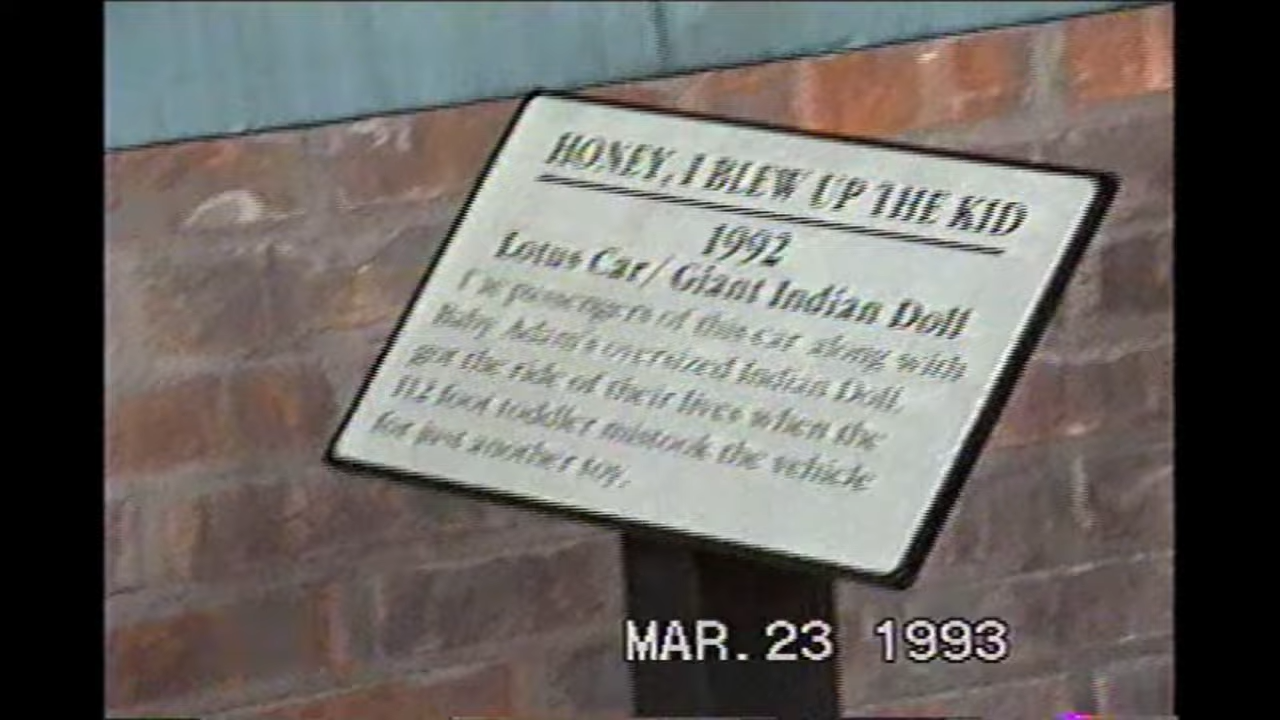 HONEY, I BLEW UP THE KID
1992
Lotus Car / Giant Indian Doll
The passengers of this car along with
Baby Adam's oversized Indian Doll,
got the ride of their lives when the
112 foot toddler mistook the vehicle
for just another toy.
MAR. 23 1993